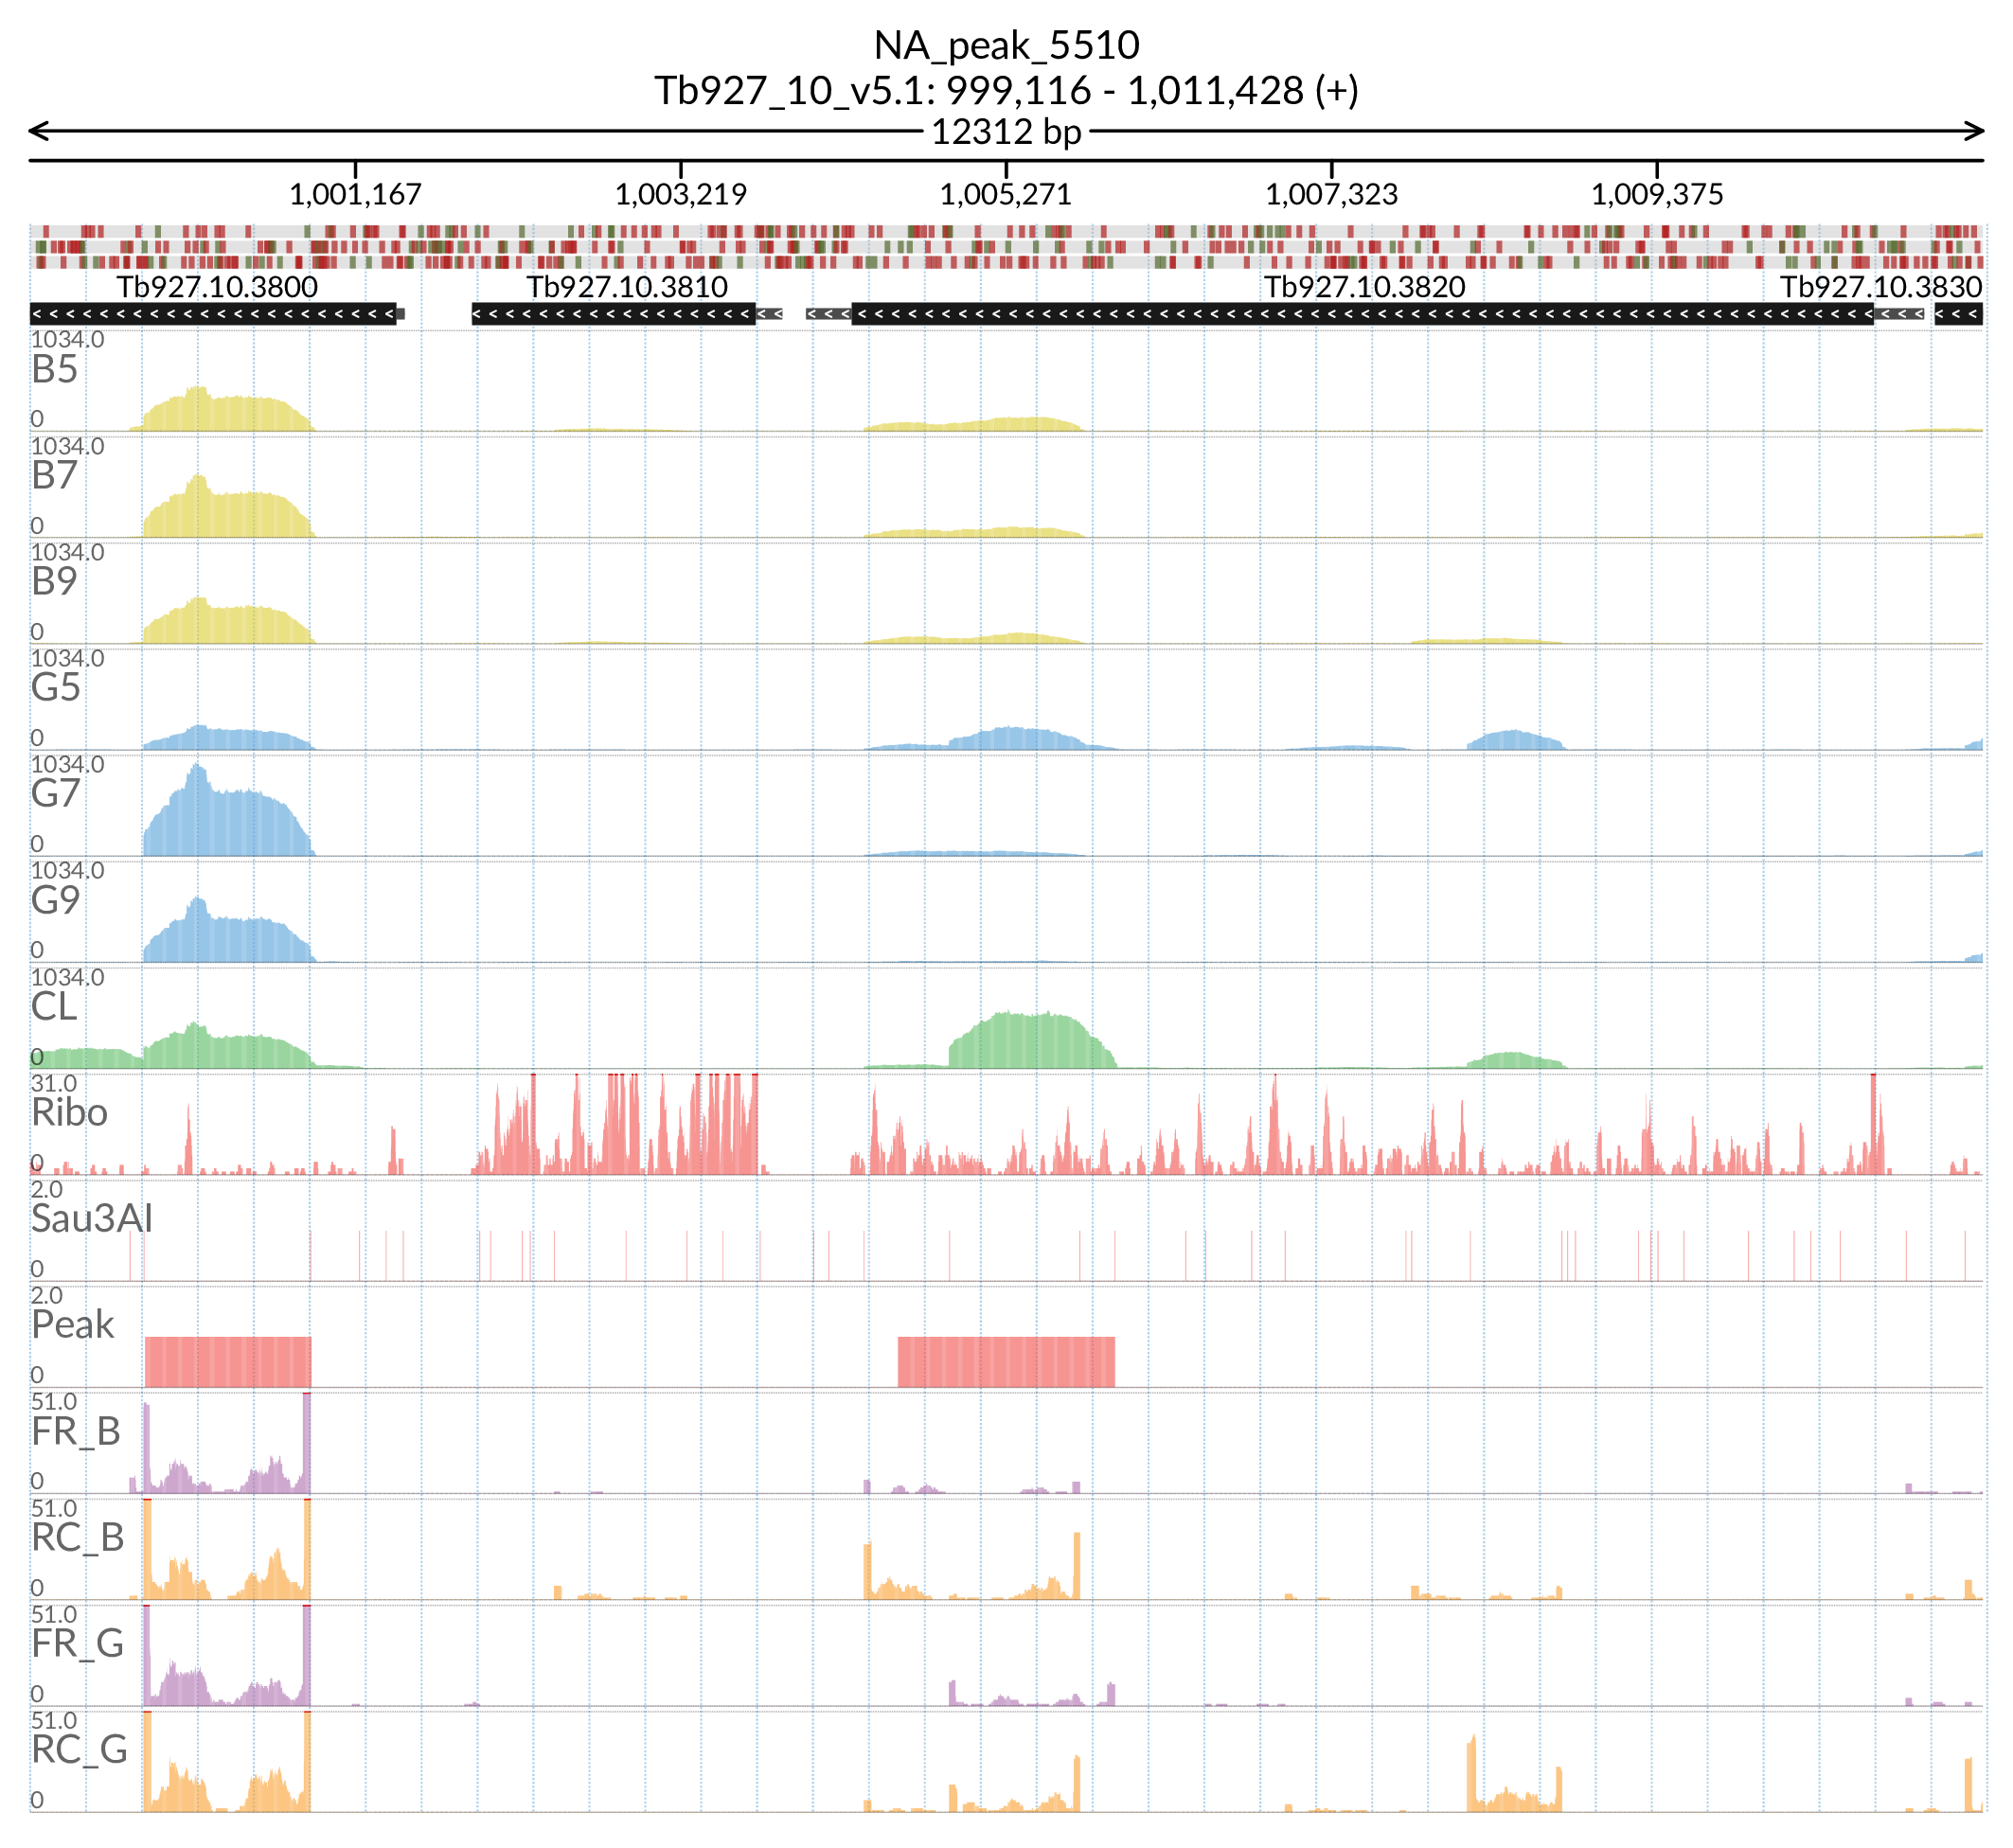 NA_peak_5510
Tb927_10_v5.1: 999,116 - 1,011,428 (+)
12312 bp
1,001,167 1,003,219 1,005,271 1,007,323 1,009,375
Tb927.10.3800 Tb927.10.3810 Tb927.10.3820 Tb927.10.3830
1034.0
B5
0
1034.0
B7
0
1034.0
B9
0
1034.0
G5
0
1034.0
G7
0
1034.0
G9
0
1034.0
CL
0
31.0
Ribo
0
2.0
Sau3AI
0
2.0
Peak
0
51.0
FR_B
0
51.0
RC_B
0
51.0
FR_G
0
51.0
RC_G
0